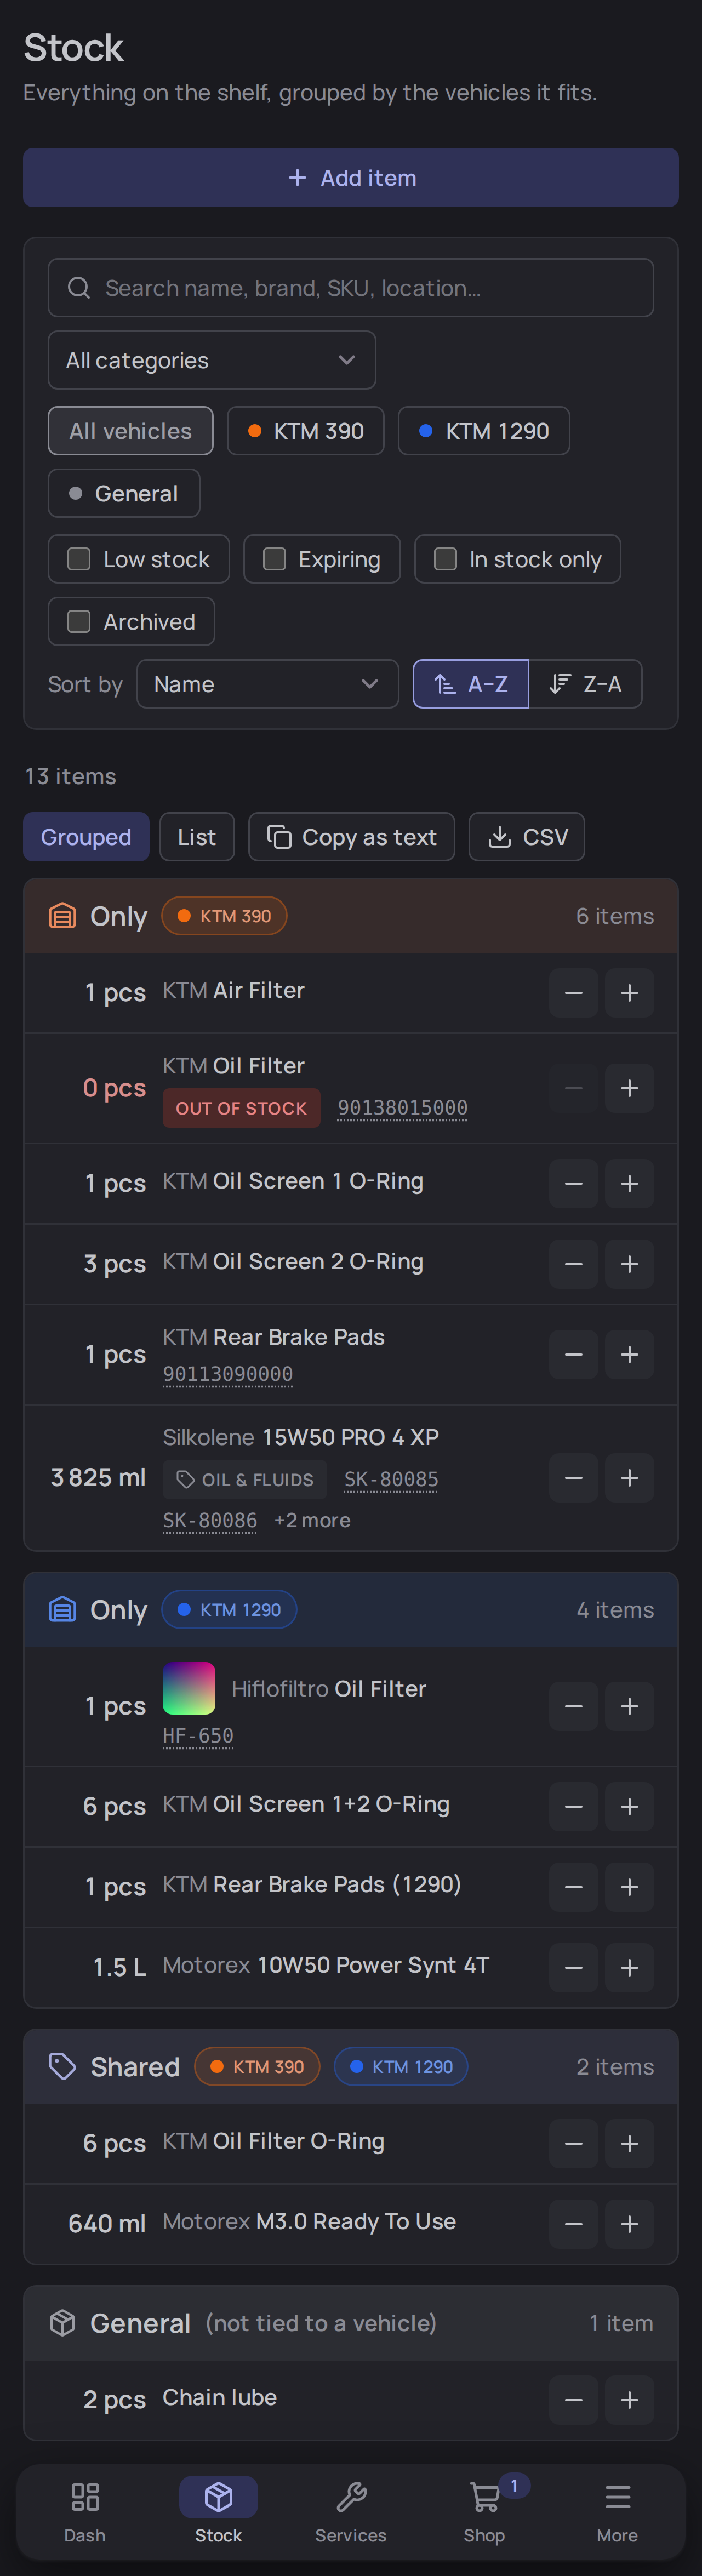 Stock
Everything on the shelf, grouped by the vehicles it fits.
Add item
Search name, brand, SKU, location...
All categories
All vehicles KTM 390 KTM 1290
General
Low stock Expiring In stock only
Archived
Sort by Name A–Z Z–A
13 items
Grouped List Copy as text CSV
Only KTM 390 6 items
1 pcs KTM Air Filter
0 pcs KTM Oil Filter
OUT OF STOCK 90138015000
1 pcs KTM Oil Screen 1 O-Ring
3 pcs KTM Oil Screen 2 O-Ring
1 pcs KTM Rear Brake Pads
90113090000
3 825 ml Silkolene 15W50 PRO 4 XP
OIL & FLUIDS SK-80085
SK-80086 +2 more
Only KTM 1290 4 items
1 pcs Hiflofiltro Oil Filter
HF-650
6 pcs KTM Oil Screen 1+2 O-Ring
1 pcs KTM Rear Brake Pads (1290)
1.5 L Motorex 10W50 Power Synt 4T
Shared KTM 390 KTM 1290 2 items
6 pcs KTM Oil Filter O-Ring
640 ml Motorex M3.0 Ready To Use
General (not tied to a vehicle) 1 item
2 pcs Chain lube
1
Dash Stock Services Shop More